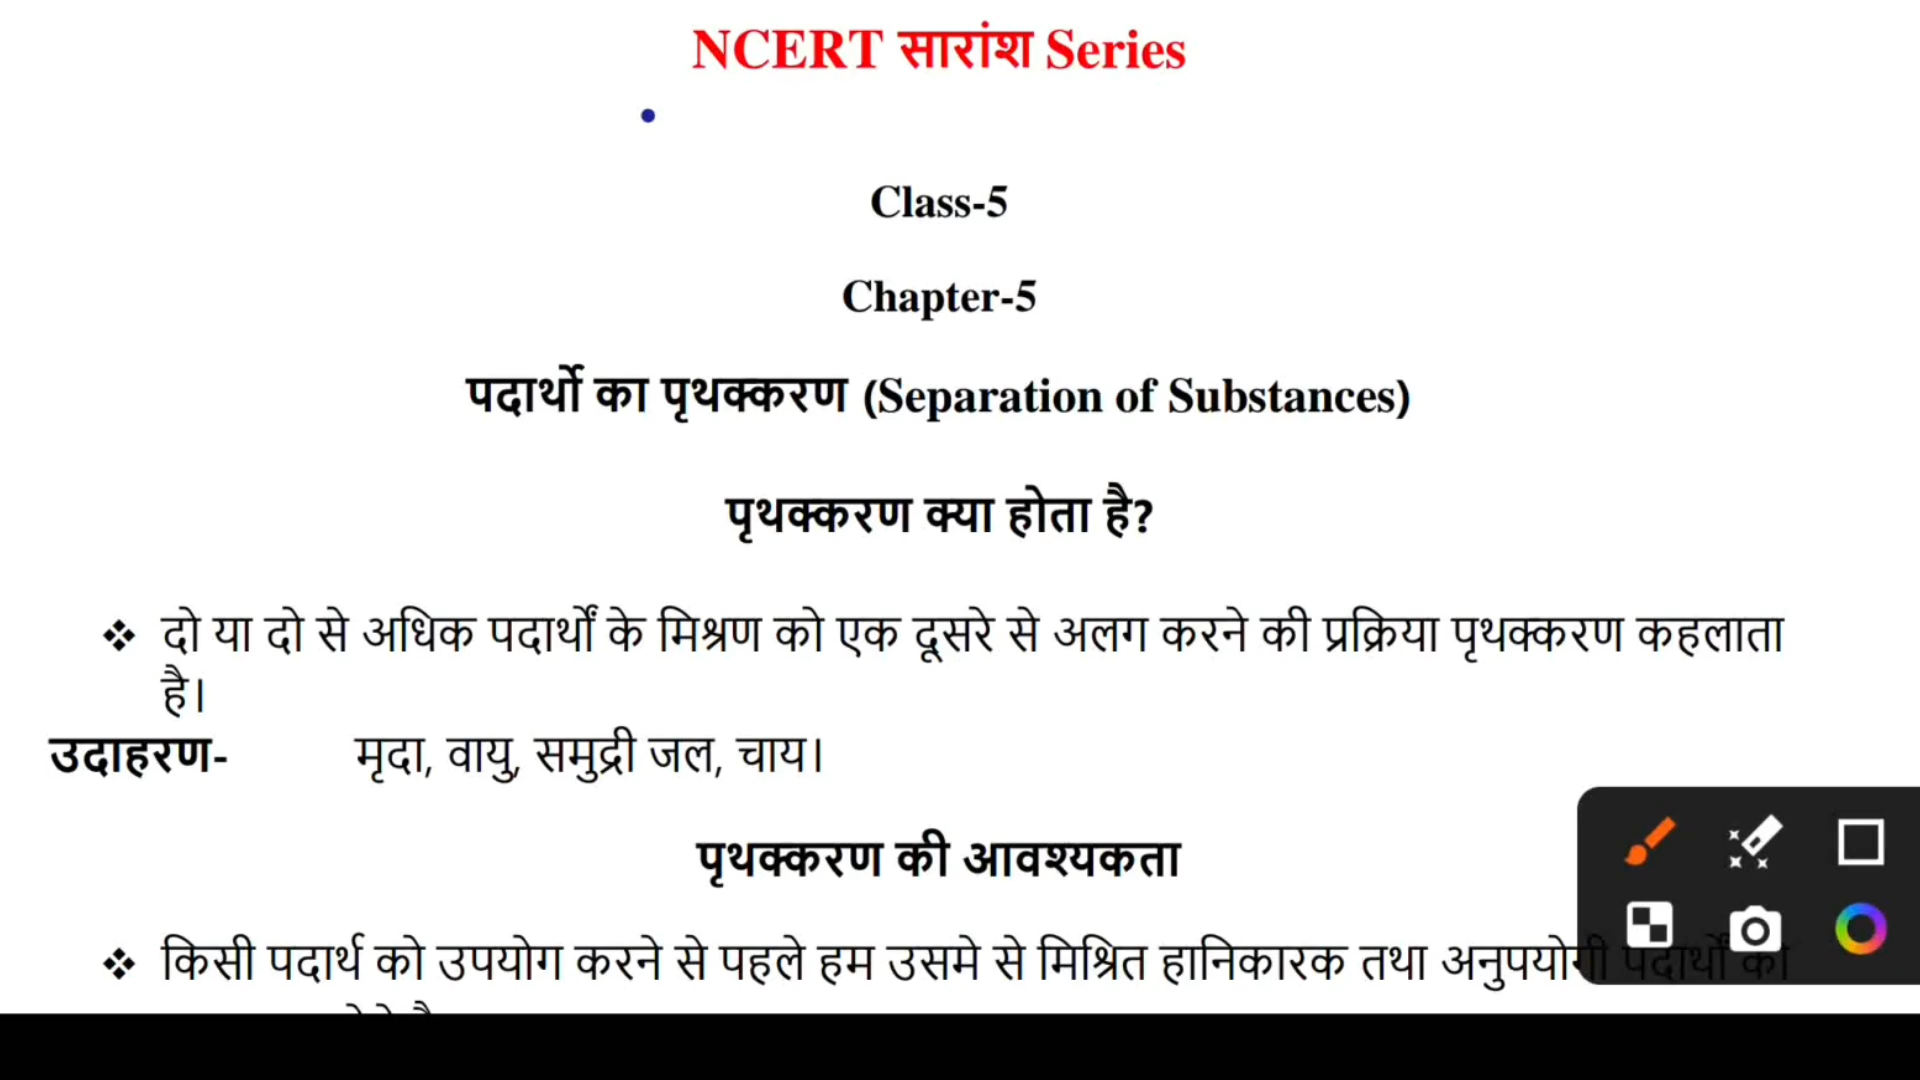 NCERT सारांश Series
Class-5
Chapter-5
पदार्थो का पृथक्करण (Separation of Substances)
पृथक्करण क्या होता है?
❖ दो या दो से अधिक पदार्थों के मिश्रण को एक दूसरे से अलग करने की प्रक्रिया पृथक्करण कहलाता
है।
उदाहरण- मृदा, वायु, समुद्री जल, चाय।
पृथक्करण की आवश्यकता
❖ किसी पदार्थ को उपयोग करने से पहले हम उसमे से मिश्रित हानिकारक तथा अनुपयोगी पदार्थों को